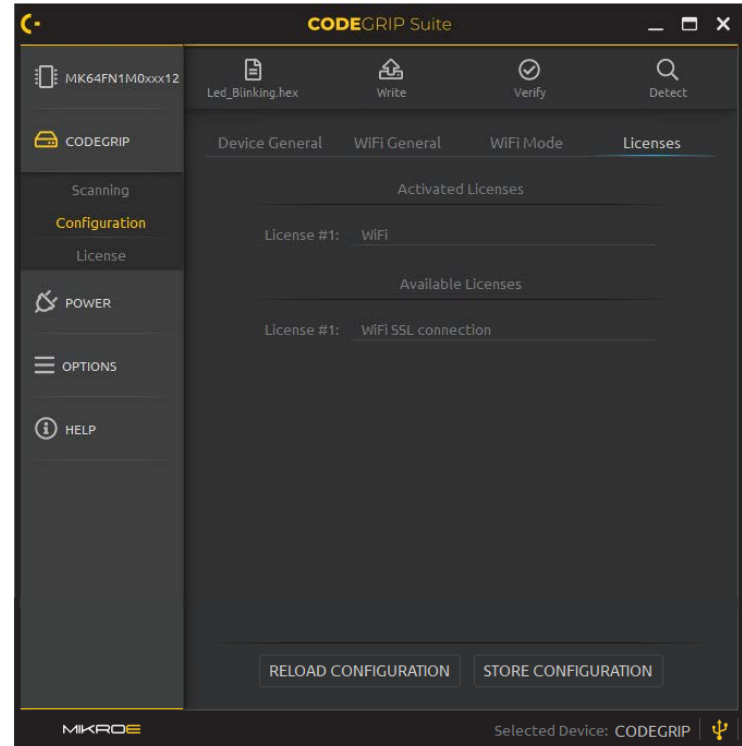 CODEGRIP Suite
MK64FN1M0xxx12
Led_Blinking.hex
Write
Verify
Detect
CODEGRIP
Scanning
Configuration
License
POWER
OPTIONS
HELP
Device General
WiFi General
WiFi Mode
Licenses
Activated Licenses
License #1: WiFi
Available Licenses
License #1: WiFi SSL connection
RELOAD CONFIGURATION
STORE CONFIGURATION
MIKROE
Selected Device: CODEGRIP